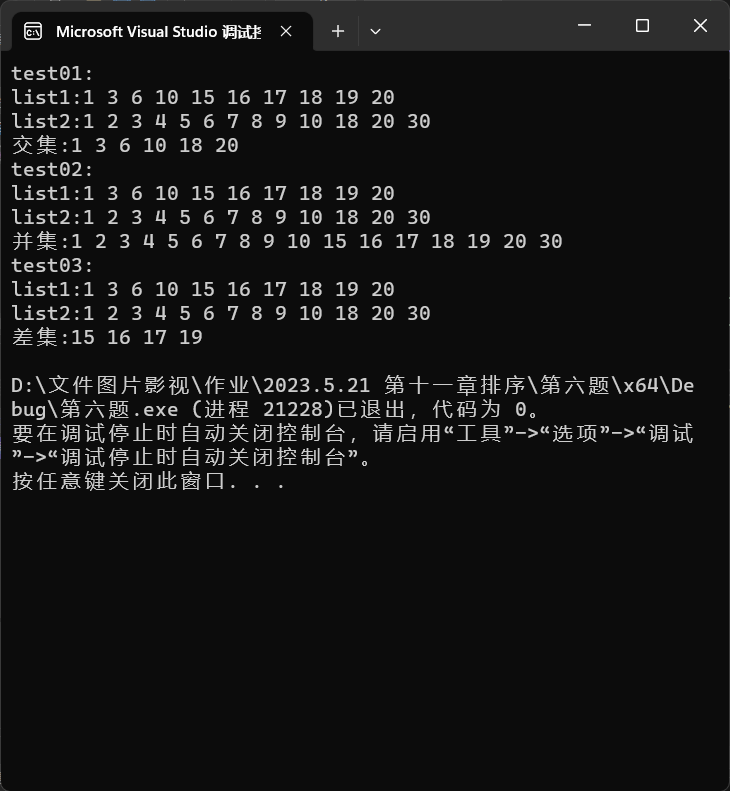 Microsoft Visual Studio 调试控
test01:
list1:1 3 6 10 15 16 17 18 19 20
list2:1 2 3 4 5 6 7 8 9 10 18 20 30
交集:1 3 6 10 18 20
test02:
list1:1 3 6 10 15 16 17 18 19 20
list2:1 2 3 4 5 6 7 8 9 10 18 20 30
并集:1 2 3 4 5 6 7 8 9 10 15 16 17 18 19 20 30
test03:
list1:1 3 6 10 15 16 17 18 19 20
list2:1 2 3 4 5 6 7 8 9 10 18 20 30
差集:15 16 17 19
D:\文件图片影视\作业\2023.5.21 第十一章排序\第六题\x64\De
bug\第六题.exe (进程 21228)已退出，代码为 0。
要在调试停止时自动关闭控制台，请启用“工具”->“选项”->“调试
”->“调试停止时自动关闭控制台”。
按任意键关闭此窗口. . .